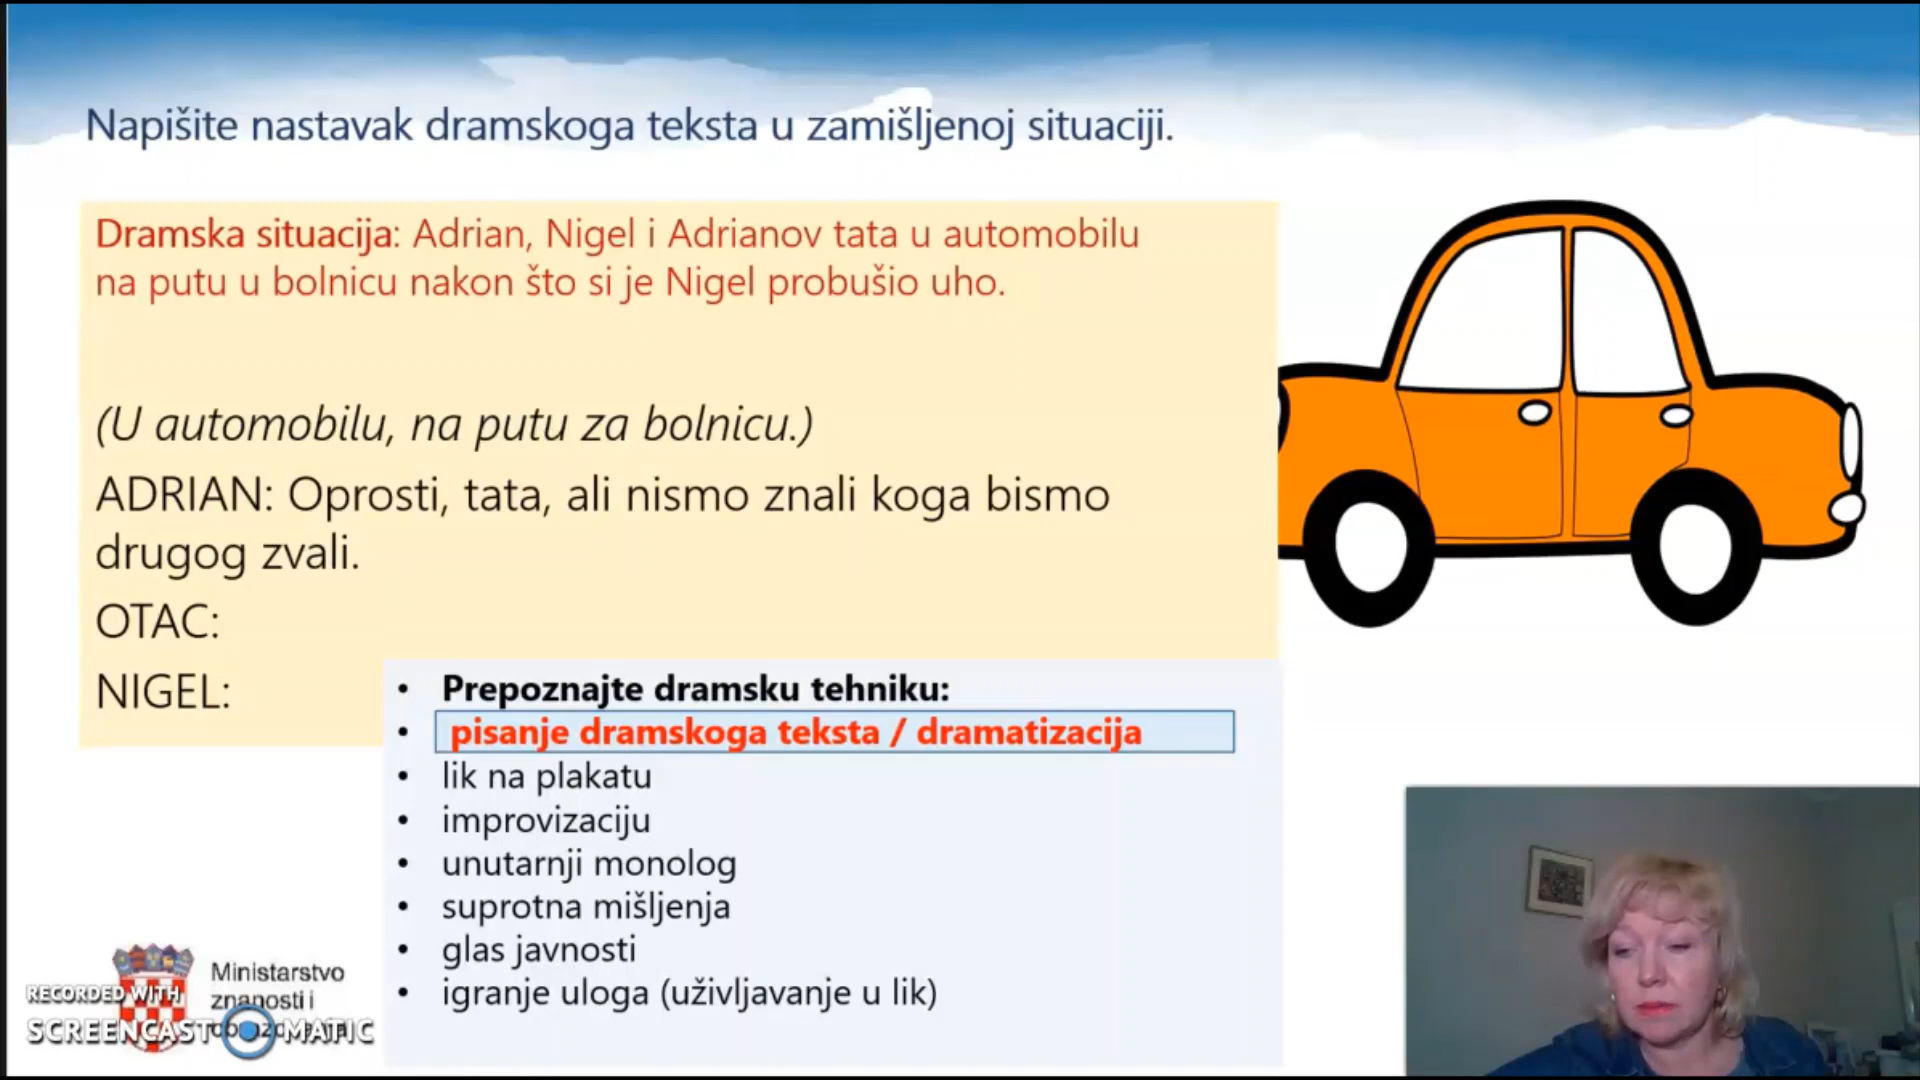 Napišite nastavak dramskoga teksta u zamišljenoj situaciji.
Dramska situacija: Adrian, Nigel i Adrianov tata u automobilu
na putu u bolnicu nakon što si je Nigel probušio uho.
(U automobilu, na putu za bolnicu.)
ADRIAN: Oprosti, tata, ali nismo znali koga bismo
drugog zvali.
OTAC:
NIGEL:
• Prepoznajte dramsku tehniku:
• pisanje dramskoga teksta / dramatizacija
• lik na plakatu
• improvizaciju
• unutarnji monolog
• suprotna mišljenja
• glas javnosti
• igranje uloga (uživljavanje u lik)
Ministarstvo
znanosti i
RECORDED WITH
SCREENCAST-O-MATIC